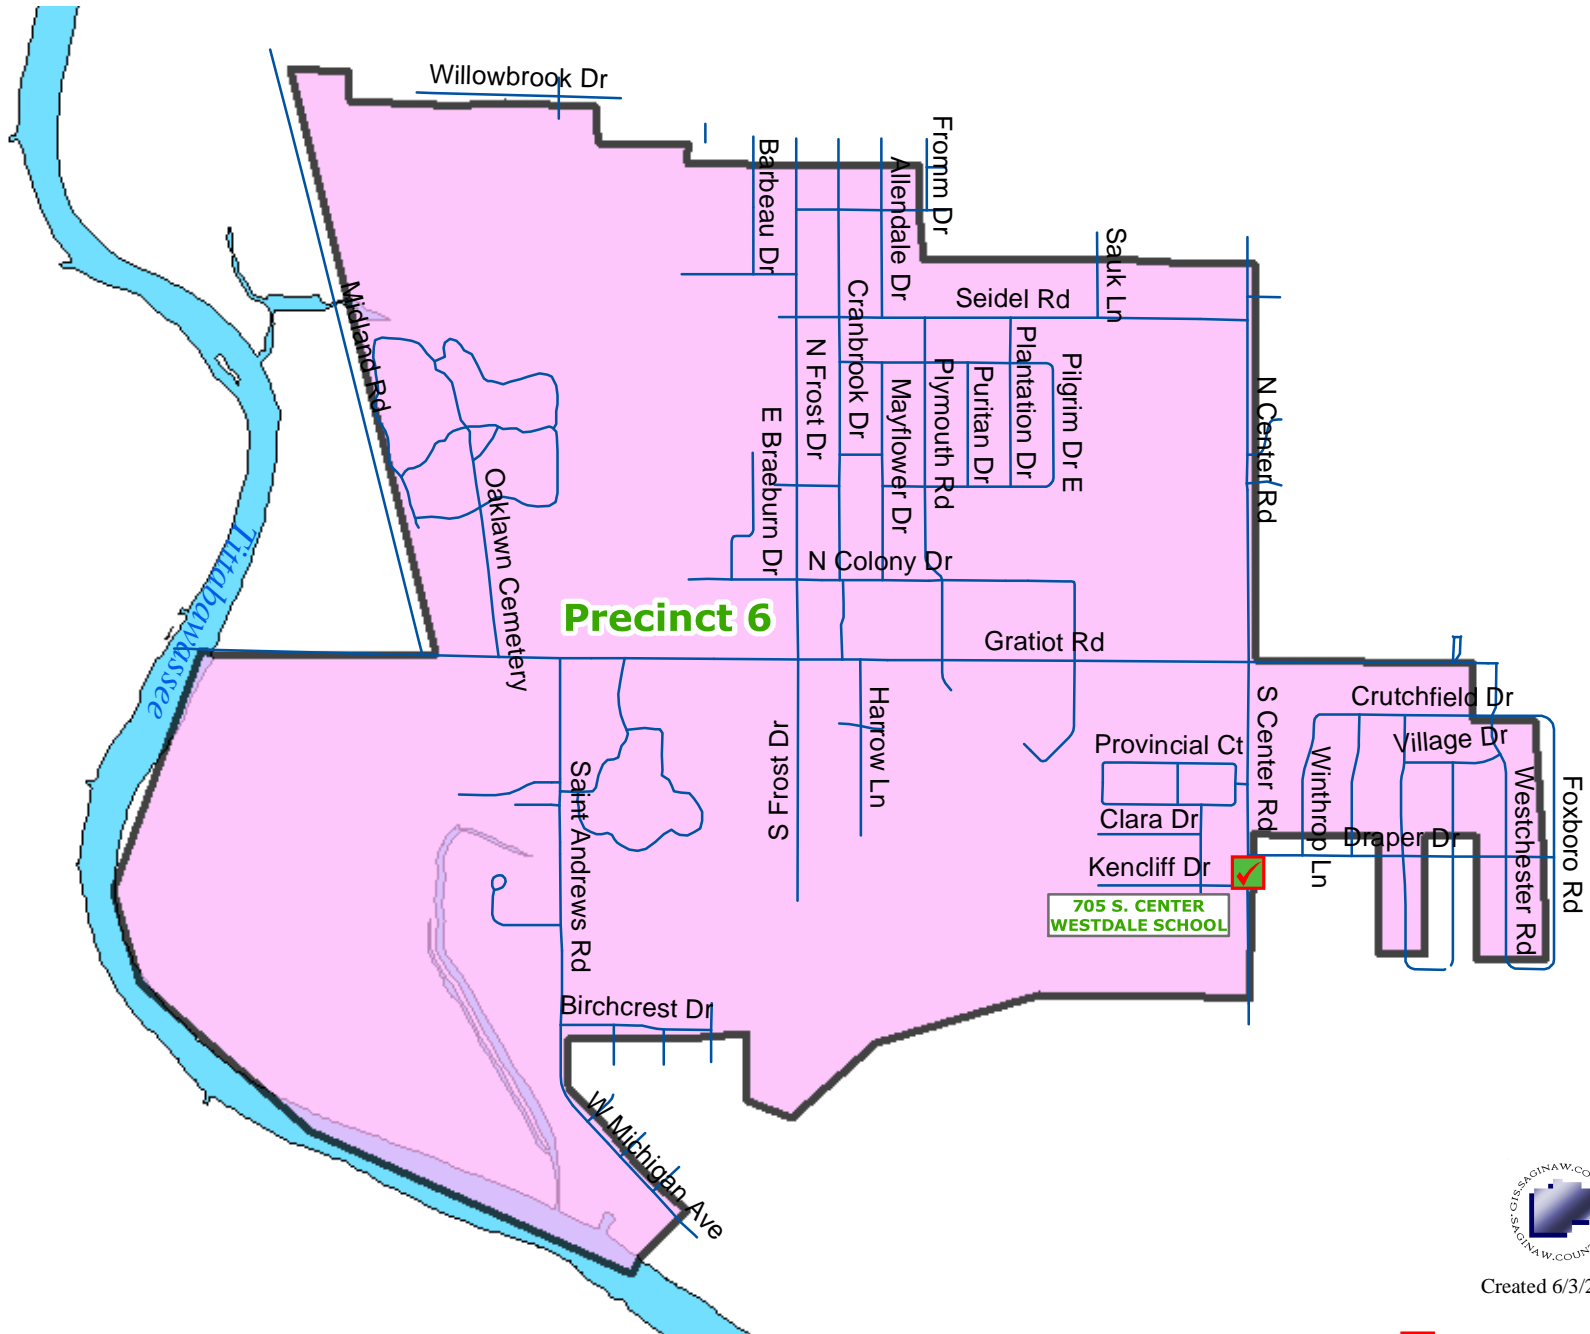 Willowbrook Dr
Fromm Dr
Barbeau Dr
Allendale Dr
Sauk Ln
Seidel Rd
Midland Rd
Cranbrook Dr
N Frost Dr
Plantation Dr
Pilgrim Dr E
Plymouth Rd
Puritan Dr
Mayflower Dr
N Center Rd
E Braeburn Dr
Oaklawn Cemetery
Tittabawassee
N Colony Dr
Precinct 6
Gratiot Rd
Harrow Ln
S Center Rd
Crutchfield Dr
S Frost Dr
Provincial Ct
Village Dr
Winthrop Ln
Westchester Rd
Foxboro Rd
Saint Andrews Rd
Clara Dr
Draper Dr
Kencliff Dr
705 S. CENTER
WESTDALE SCHOOL
Birchcrest Dr
W Michigan Ave
Created 6/3/2